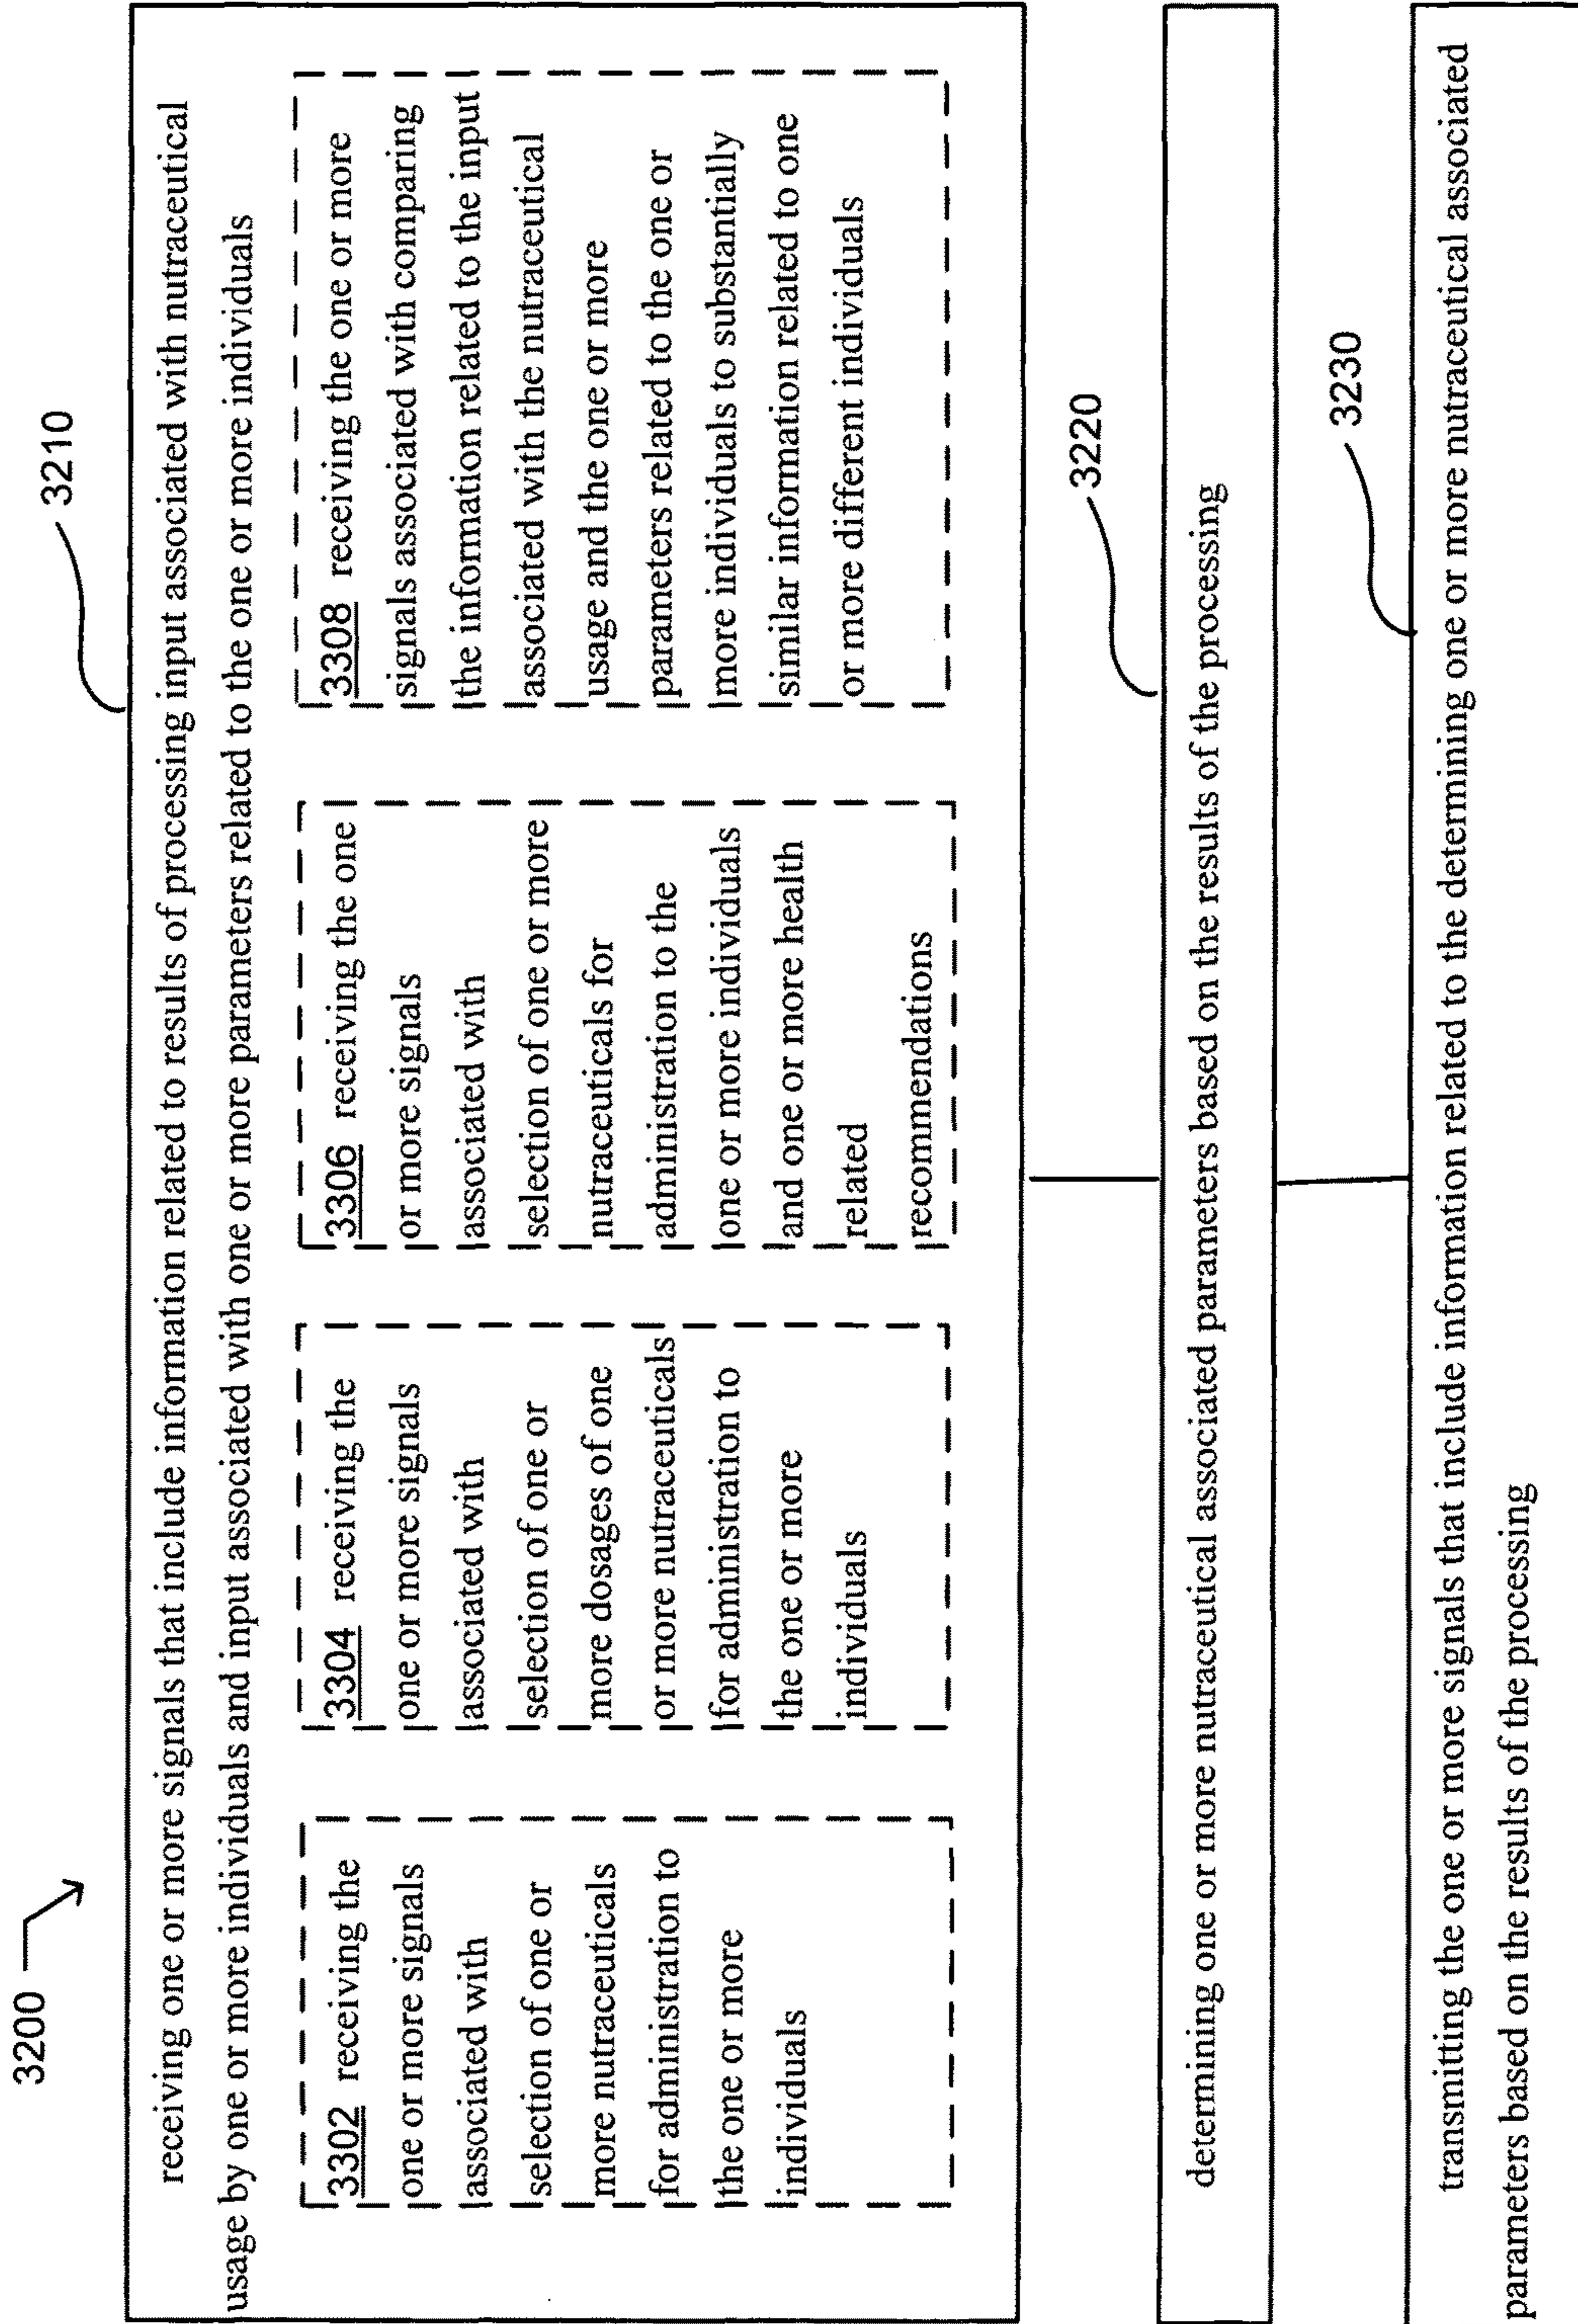 3200
3210
receiving one or more signals that include information related to results of processing input associated with nutraceutical
usage by one or more individuals and input associated with one or more parameters related to the one or more individuals
3302 receiving the
one or more signals
associated with
selection of one or
more nutraceuticals
for administration to
the one or more
individuals
3304 receiving the
one or more signals
associated with
selection of one or
more dosages of one
or more nutraceuticals
for administration to
the one or more
individuals
3306 receiving the one
or more signals
associated with
selection of one or more
nutraceuticals for
administration to the
one or more individuals
and one or more health
related
recommendations
3308 receiving the one or more
signals associated with comparing
the information related to the input
associated with the nutraceutical
usage and the one or more
parameters related to the one or
more individuals to substantially
similar information related to one
or more different individuals
3220
determining one or more nutraceutical associated parameters based on the results of the processing
3230
transmitting the one or more signals that include information related to the determining one or more nutraceutical associated
parameters based on the results of the processing